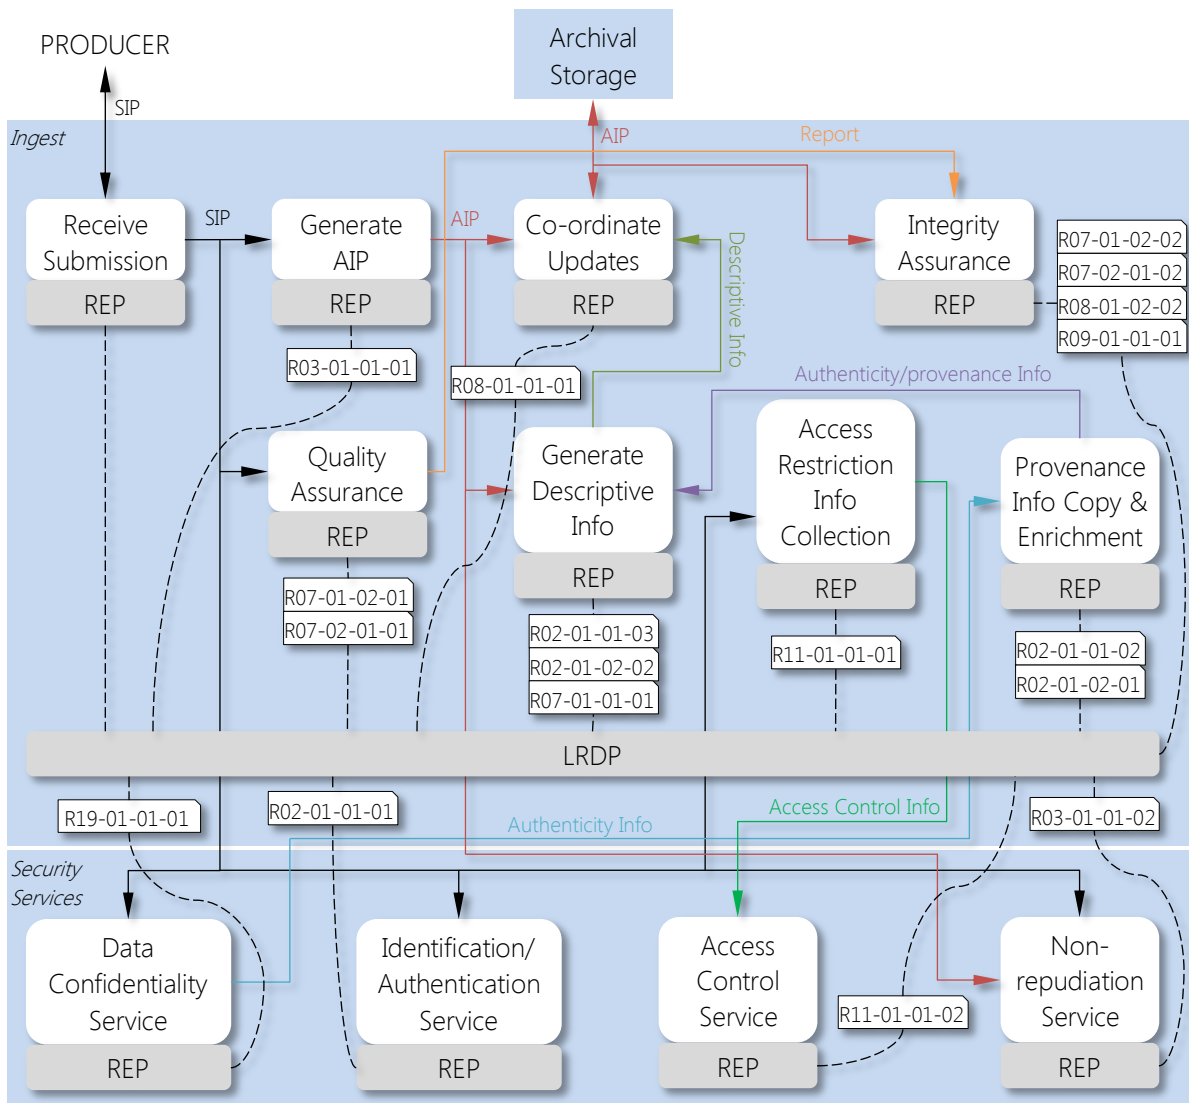 PRODUCER
Archival
Storage
SIP
AIP
Report
Ingest
Receive
Submission
REP
SIP
Generate
AIP
REP
AIP
Co-ordinate
Updates
REP
Descriptive Info
Integrity
Assurance
REP
R07-01-02-02
R07-02-01-02
R08-01-02-02
R09-01-01-01
R03-01-01-01
R08-01-01-01
Authenticity/provenance Info
Quality
Assurance
REP
Generate
Descriptive
Info
REP
Access
Restriction
Info
Collection
REP
Provenance
Info Copy &
Enrichment
REP
R07-01-02-01
R07-02-01-01
R02-01-01-03
R02-01-02-02
R07-01-01-01
R11-01-01-01
R02-01-01-02
R02-01-02-01
LRDP
R19-01-01-01
R02-01-01-01
Authenticity Info
Access Control Info
R03-01-01-02
Security
Services
Data
Confidentiality
Service
REP
Identification/
Authentication
Service
REP
Access
Control
Service
REP
R11-01-01-02
Non-
repudiation
Service
REP